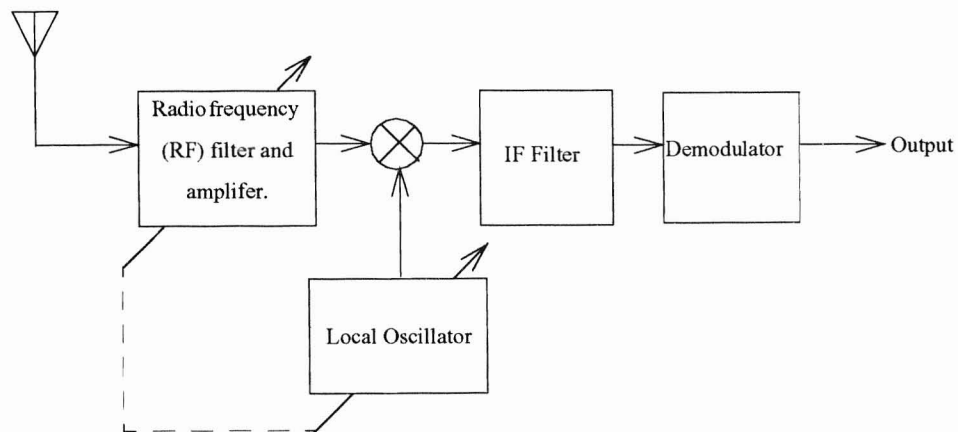 Radio frequency
(RF) filter and
amplifer.
IF Filter
Demodulator
Output
Local Oscillator